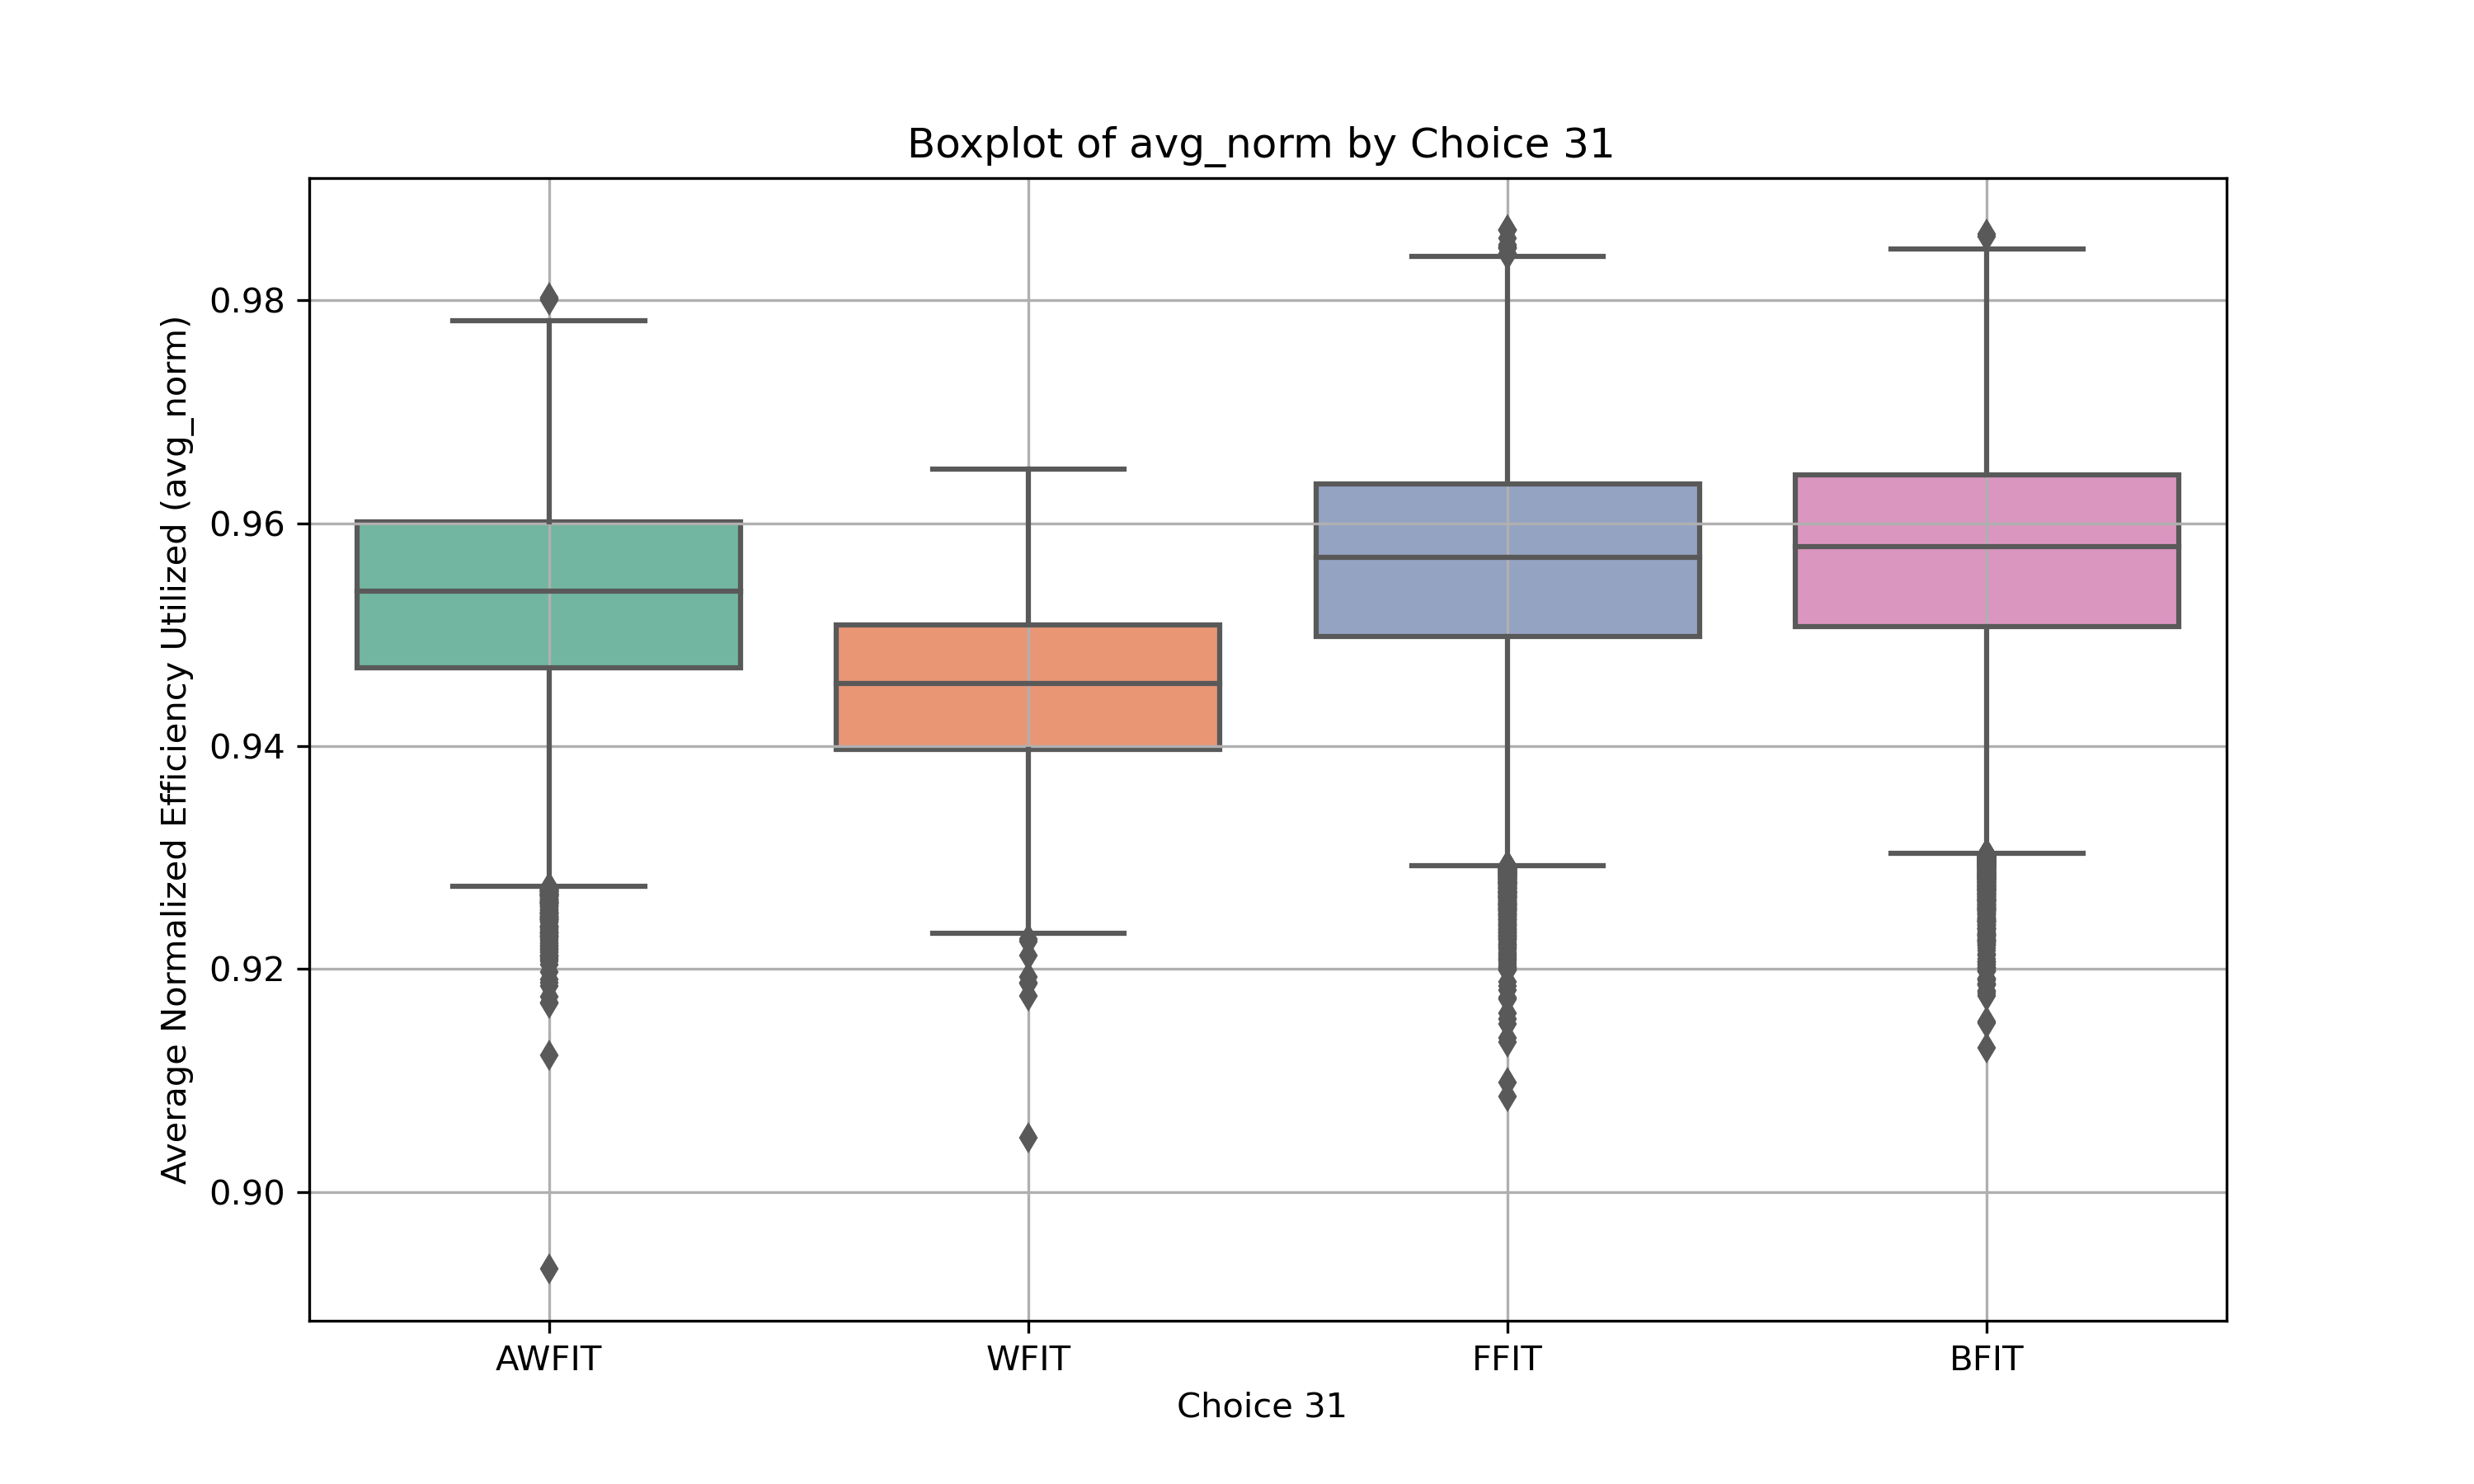 Boxplot of avg_norm by Choice 31
Average Normalized Efficiency Utilized (avg_norm)
0.98
0.96
0.94
0.92
0.90
AWFIT WFIT FFIT BFIT
Choice 31